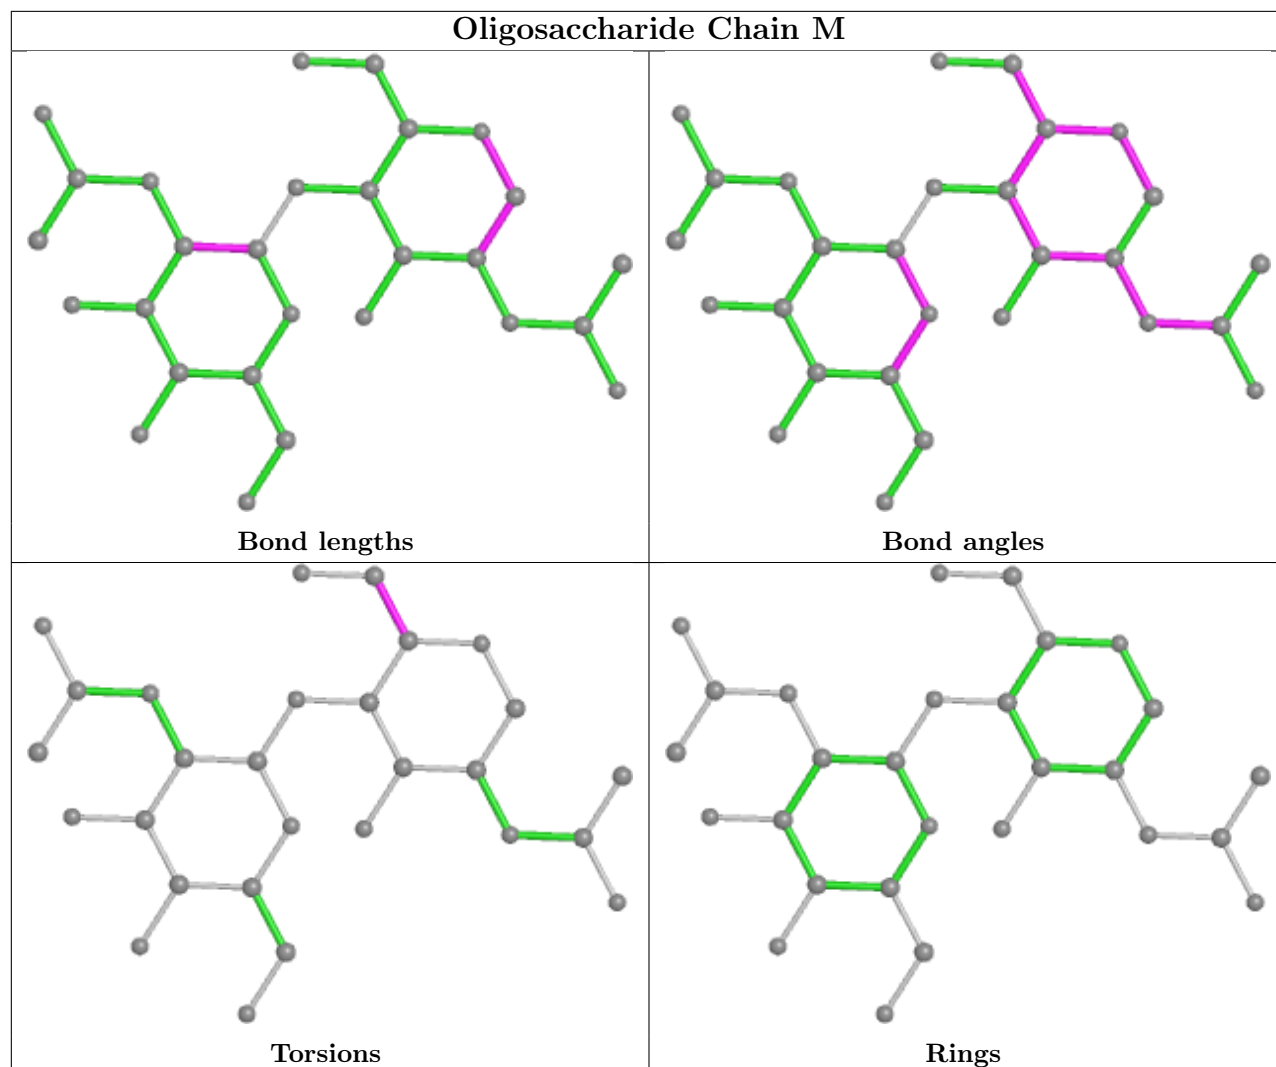 Oligosaccharide Chain M
Bond lengths
Bond angles
Torsions
Rings